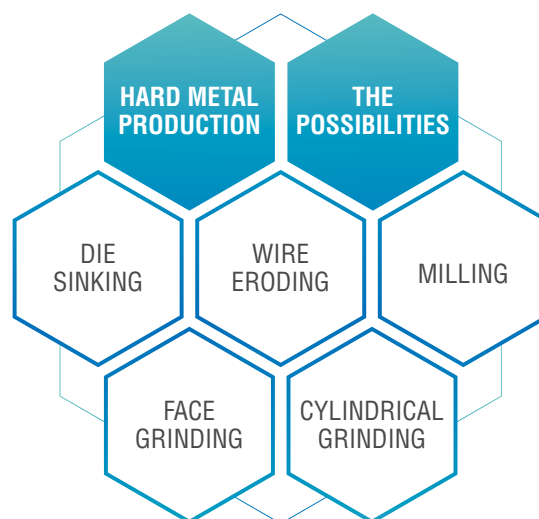 HARD METAL
PRODUCTION
THE
POSSIBILITIES
DIE
SINKING
WIRE
ERODING
MILLING
FACE
GRINDING
CYLINDRICAL
GRINDING